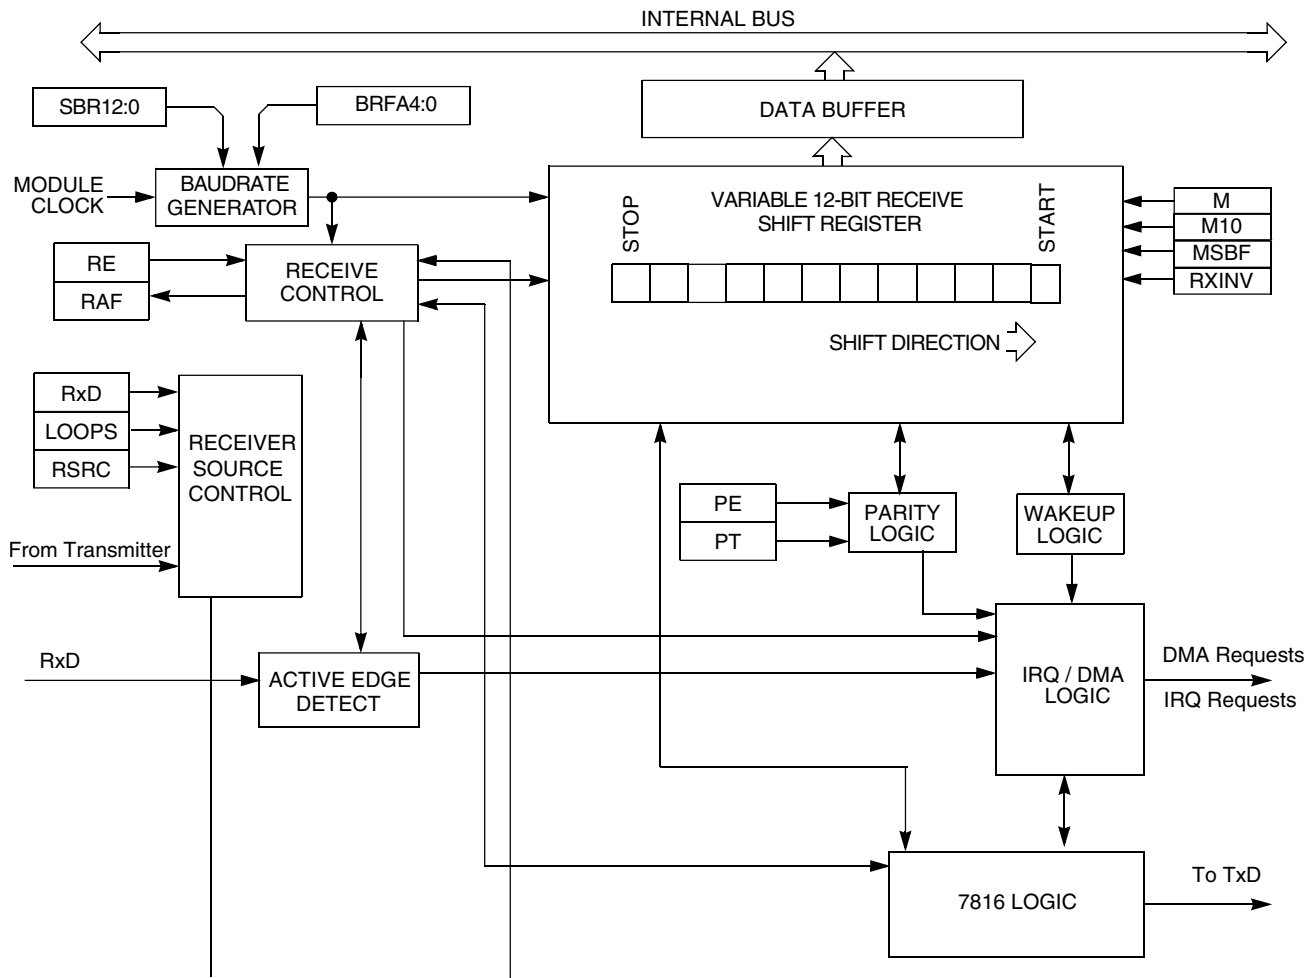 INTERNAL BUS
SBR12:0
BRFA4:0
DATA BUFFER
MODULE
CLOCK
BAUDRATE
GENERATOR
VARIABLE 12-BIT RECEIVE
SHIFT REGISTER
STOP
START
M
M10
MSBF
RXINV
RE
RAF
RECEIVE
CONTROL
SHIFT DIRECTION
RxD
LOOPS
RSRC
RECEIVER
SOURCE
CONTROL
From Transmitter
PE
PT
PARITY
LOGIC
WAKEUP
LOGIC
RxD
ACTIVE EDGE
DETECT
IRQ / DMA
LOGIC
DMA Requests
IRQ Requests
7816 LOGIC
To TxD